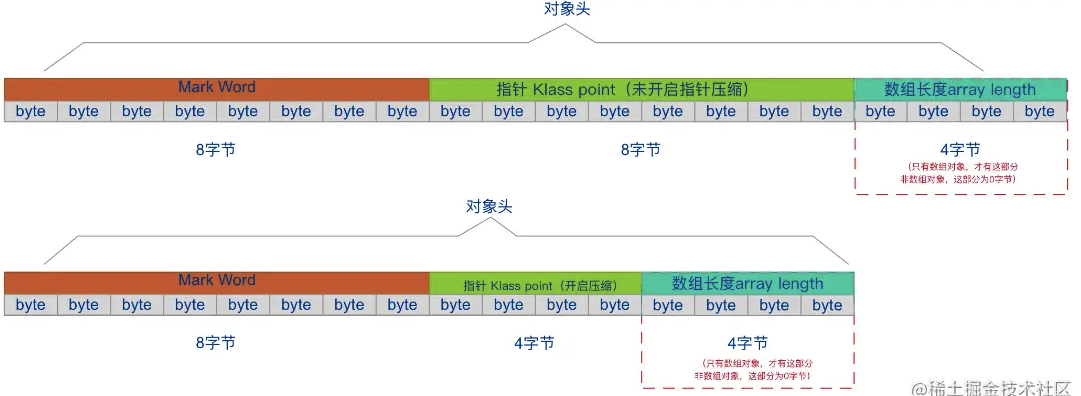 对象头
Mark Word 指针 Klass point（未开启指针压缩） 数组长度array length
byte byte byte byte byte byte byte byte byte byte byte byte byte byte byte byte byte byte byte byte
8字节 8字节 4字节
(只有数组对象，才有这部分
非数组对象，这部分为0字节)
对象头
Mark Word 指针 Klass point（开启压缩） 数组长度array length
byte byte byte byte byte byte byte byte byte byte byte byte byte byte byte byte
8字节 4字节 4字节
(只有数组对象，才有这部分
非数组对象，这部分为0字节)
@稀土掘金技术社区